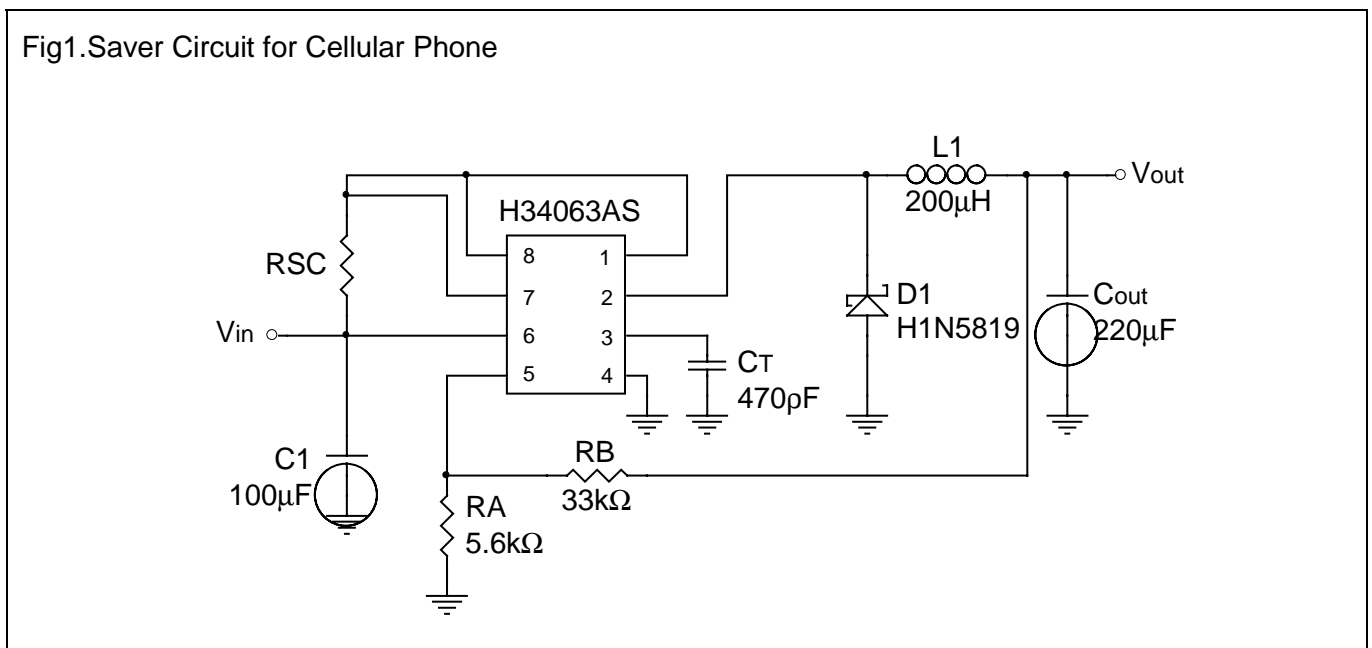 Fig1.Saver Circuit for Cellular Phone
L1
Vout
200μH
H34063AS
RSC
8 1
7 2
6 3
5 4
D1
H1N5819
Cout
220μF
Vin
CT
470ρF
C1
100μF
RB
33kΩ
RA
5.6kΩ